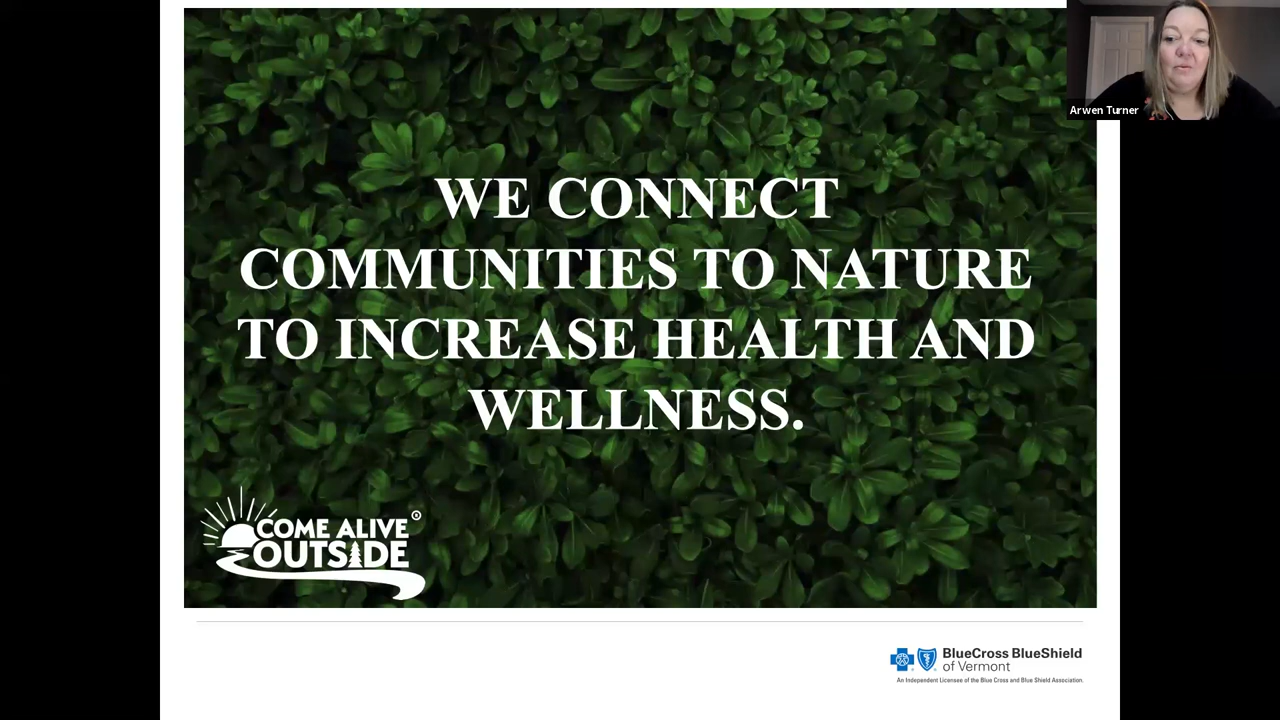 Arwen Turner
WE CONNECT
COMMUNITIES TO NATURE
TO INCREASE HEALTH AND
WELLNESS.
COME ALIVE
OUTSIDE
BlueCross BlueShield
of Vermont
An Independent Licensee of the Blue Cross and Blue Shield Association.